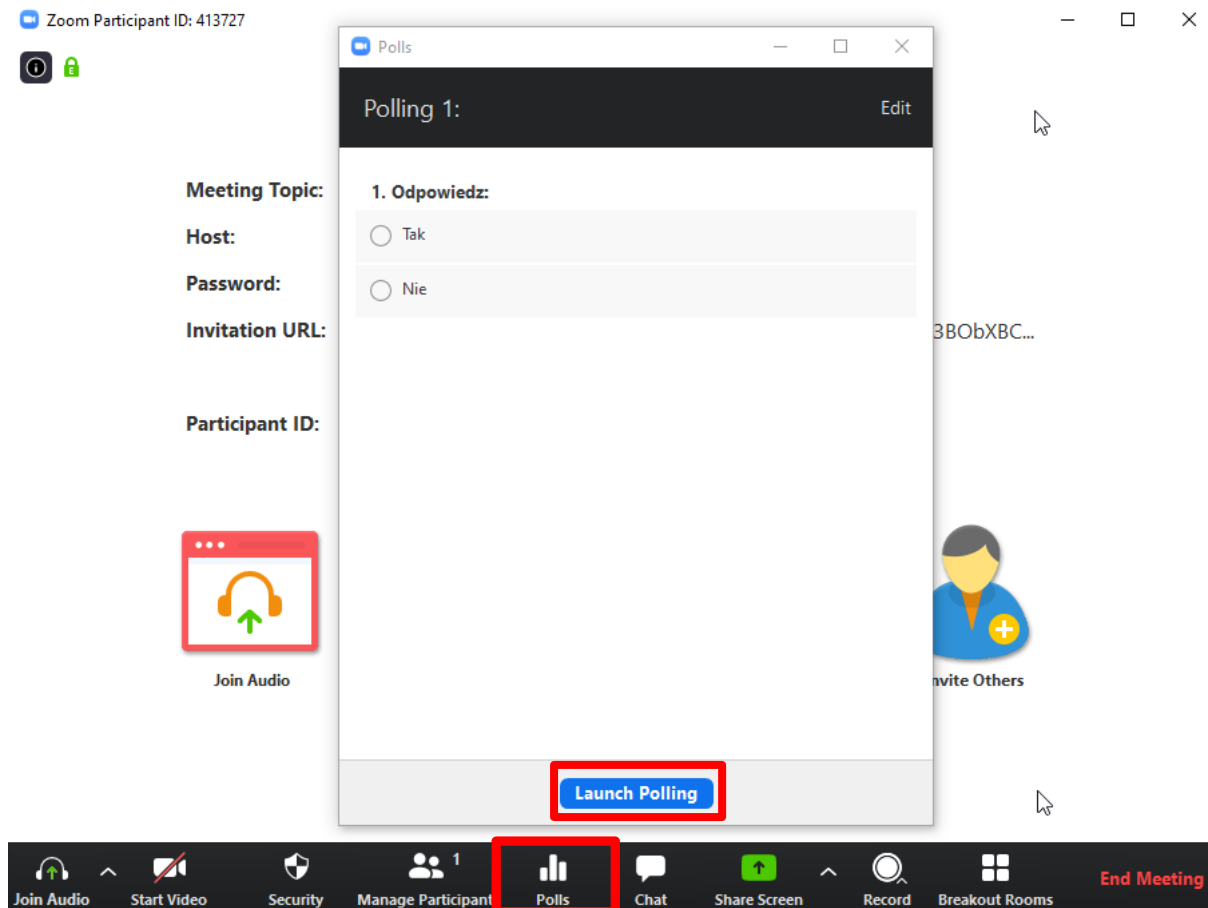 Zoom Participant ID: 413727
Polls
Polling 1:
Edit
Meeting Topic:
Host:
Password:
Invitation URL:
3BObXBC...
Participant ID:
1. Odpowiedz:
Tak
Nie
Join Audio
nvite Others
Launch Polling
1
Join Audio
Start Video
Security
Manage Participant
Polls
Chat
Share Screen
Record
Breakout Rooms
End Meeting